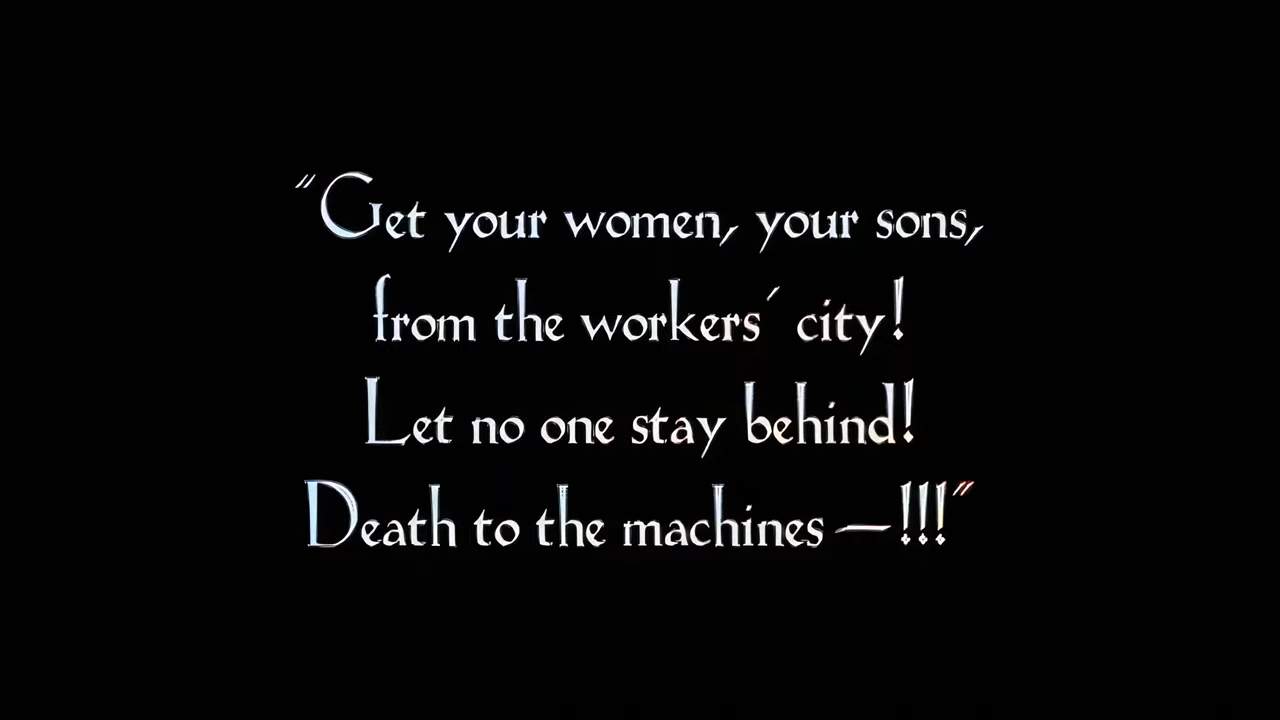 "Get your women, your sons,
from the workers´ city!
Let no one stay behind!
Death to the machines —!!!"